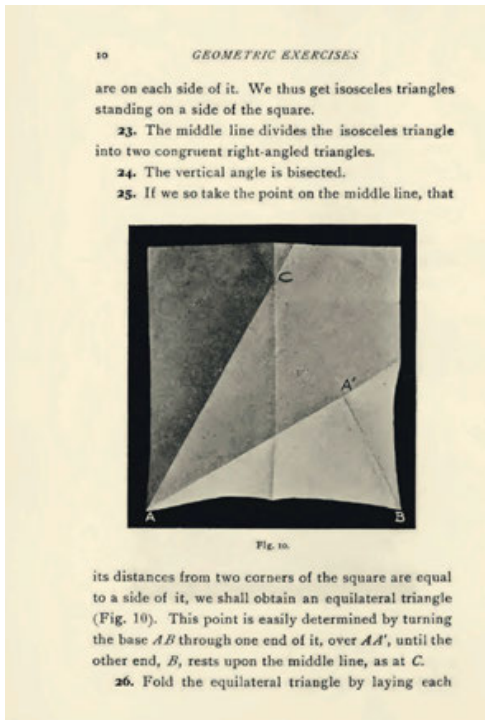 10 GEOMETRIC EXERCISES
are on each side of it. We thus get isosceles triangles
standing on a side of the square.
23. The middle line divides the isosceles triangle
into two congruent right-angled triangles.
24. The vertical angle is bisected.
25. If we so take the point on the middle line, that
C
A'
A
B
Fig. 10.
its distances from two corners of the square are equal
to a side of it, we shall obtain an equilateral triangle
(Fig. 10). This point is easily determined by turning
the base AB through one end of it, over AA', until the
other end, B, rests upon the middle line, as at C.
26. Fold the equilateral triangle by laying each